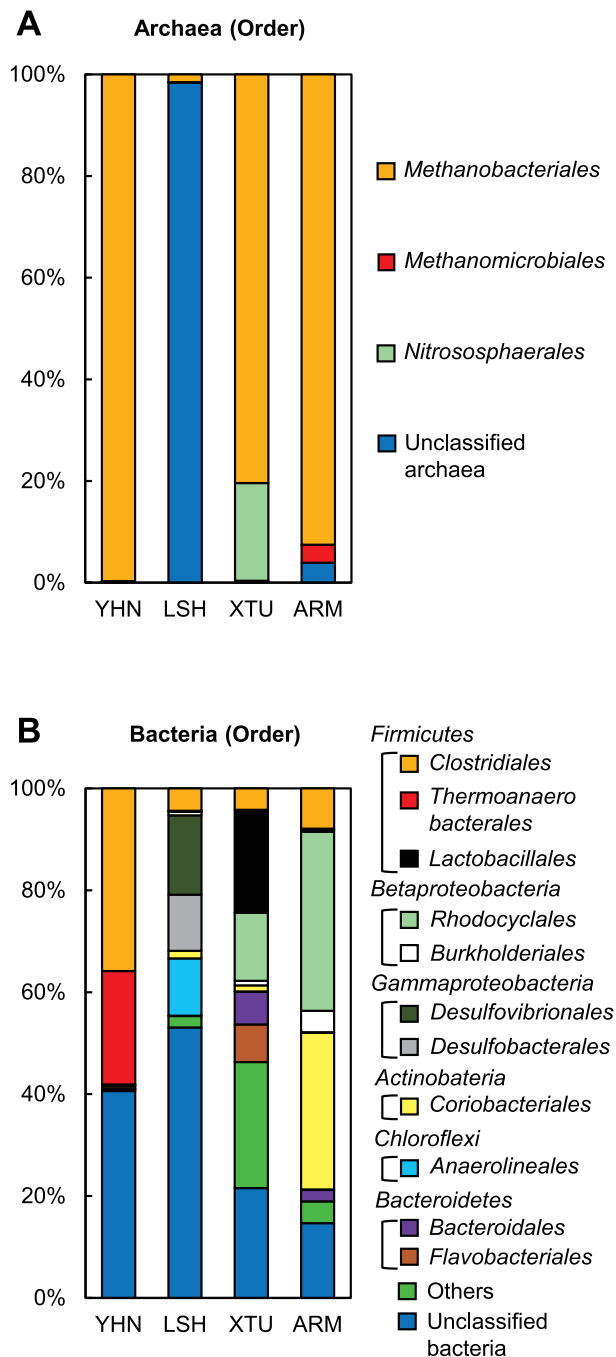 A
Archaea (Order)
100%
80%
60%
40%
20%
0%
YHN LSH XTU ARM
Methanobacteriales
Methanomicrobiales
Nitrososphaerales
Unclassified
archaea
B
Bacteria (Order)
100%
80%
60%
40%
20%
0%
YHN LSH XTU ARM
Firmicutes
Clostridiales
Thermoanaero
bacterales
Lactobacillales
Betaproteobacteria
Rhodocyclales
Burkholderiales
Gammaproteobacteria
Desulfovibrionales
Desulfobacterales
Actinobateria
Coriobacteriales
Chloroflexi
Anaerolineales
Bacteroidetes
Bacteroidales
Flavobacteriales
Others
Unclassified
bacteria